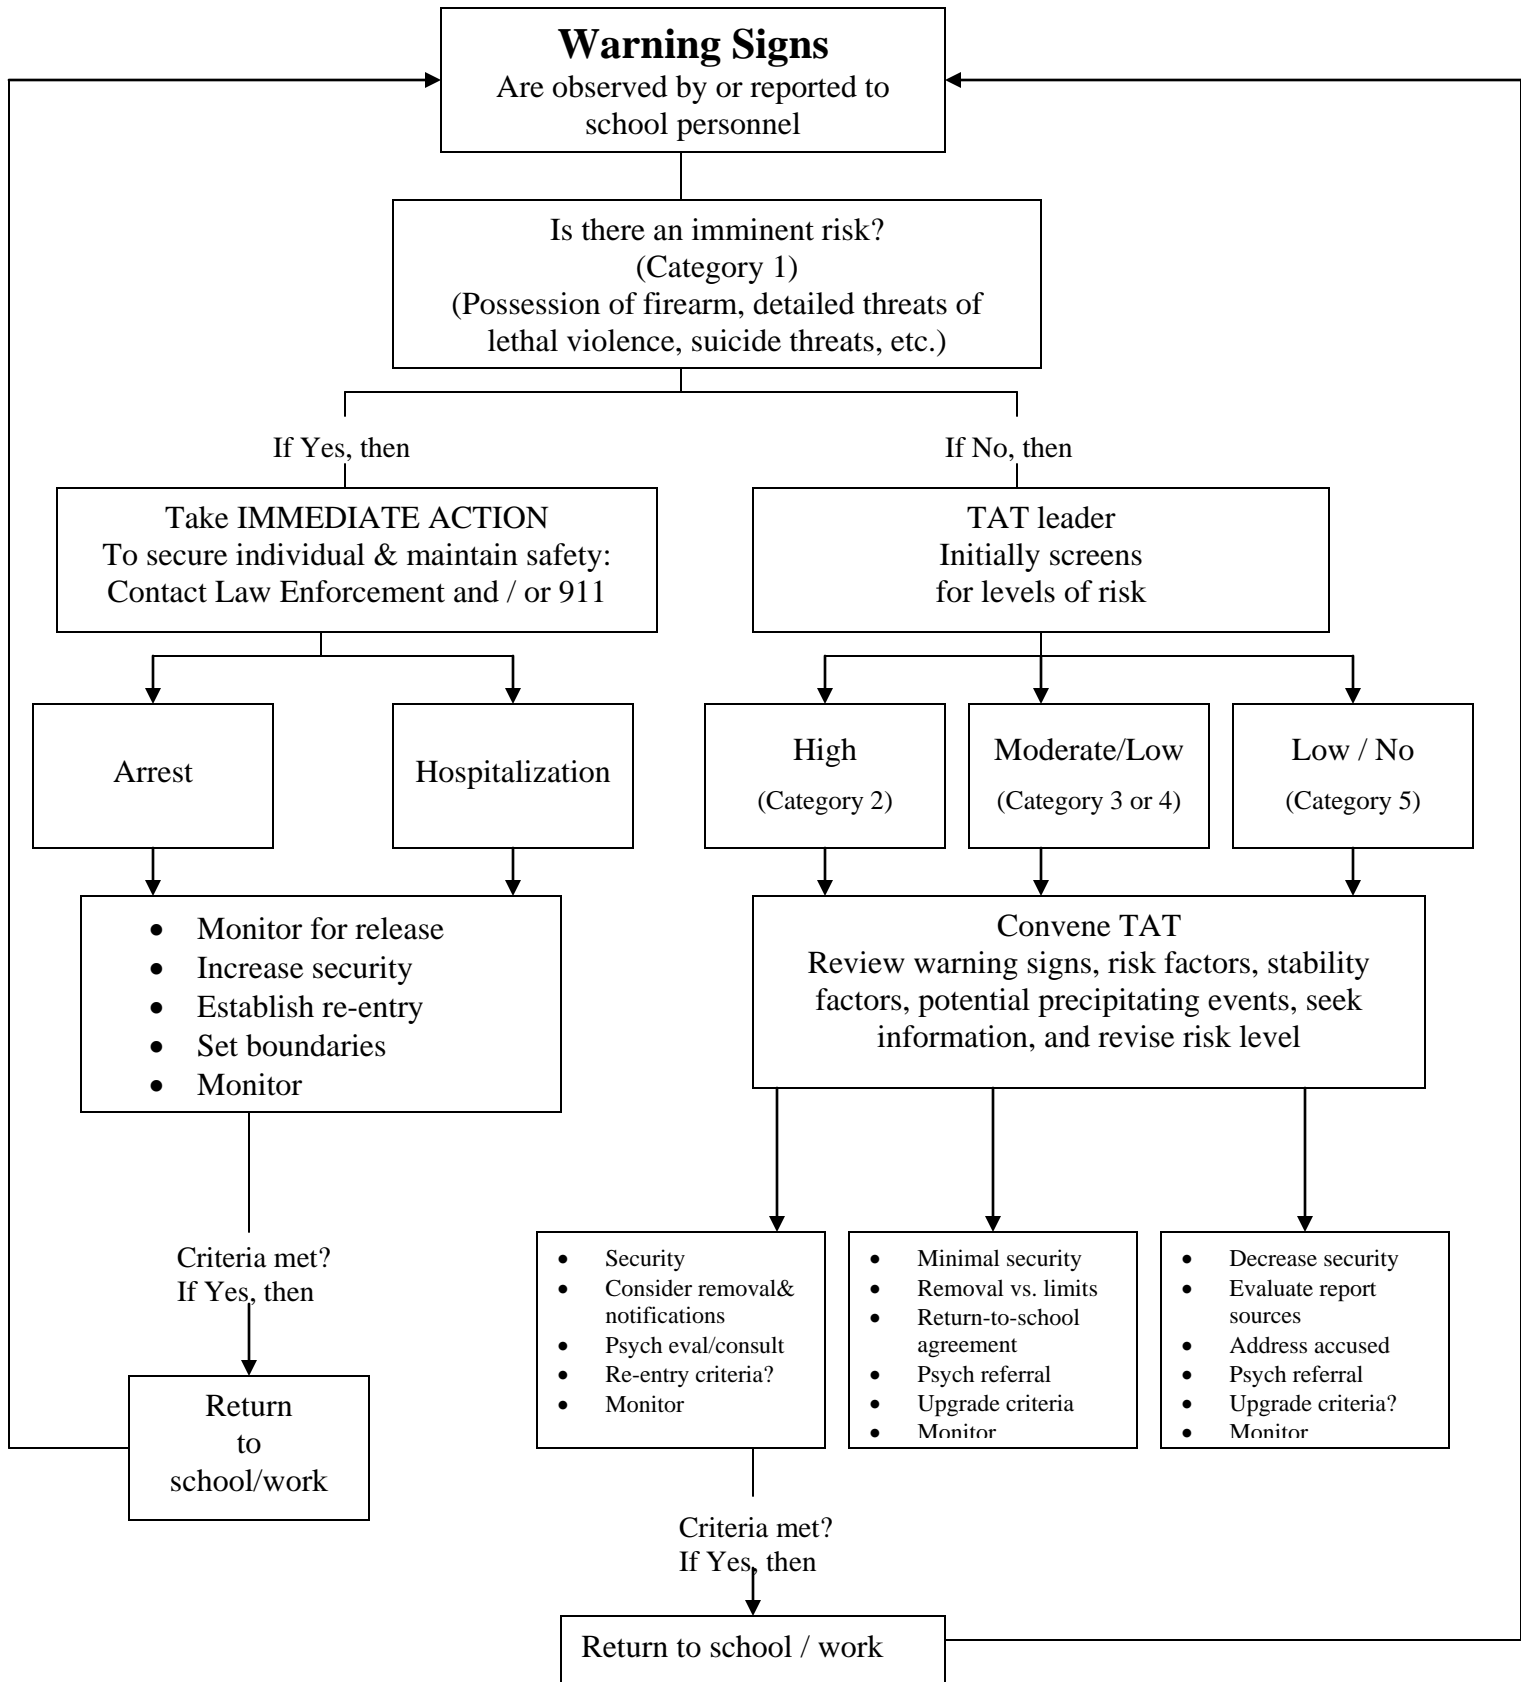 Warning Signs
Are observed by or reported to
school personnel
Is there an imminent risk?
(Category 1)
(Possession of firearm, detailed threats of
lethal violence, suicide threats, etc.)
If Yes, then
If No, then
Take IMMEDIATE ACTION
To secure individual & maintain safety:
Contact Law Enforcement and / or 911
TAT leader
Initially screens
for levels of risk
Arrest
Hospitalization
High
(Category 2)
Moderate/Low
(Category 3 or 4)
Low / No
(Category 5)
• Monitor for release
• Increase security
• Establish re-entry
• Set boundaries
• Monitor
Convene TAT
Review warning signs, risk factors, stability
factors, potential precipitating events, seek
information, and revise risk level
Criteria met?
If Yes, then
Return
to
school/work
• Security
• Consider removal&
notifications
• Psych eval/consult
• Re-entry criteria?
• Monitor
• Minimal security
• Removal vs. limits
• Return-to-school
agreement
• Psych referral
• Upgrade criteria
• Monitor
• Decrease security
• Evaluate report
sources
• Address accused
• Psych referral
• Upgrade criteria?
• Monitor
Criteria met?
If Yes, then
Return to school / work